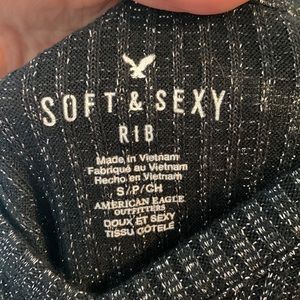 SOFT & SEXY
RIB
Made in Vietnam
Fabriqué au Vietnam
Hecho en Vietnam
S/P/CH
AMERICAN EAGLE
OUTFITTERS
DOUX ET SEXY
TISSU CÔTELÉ